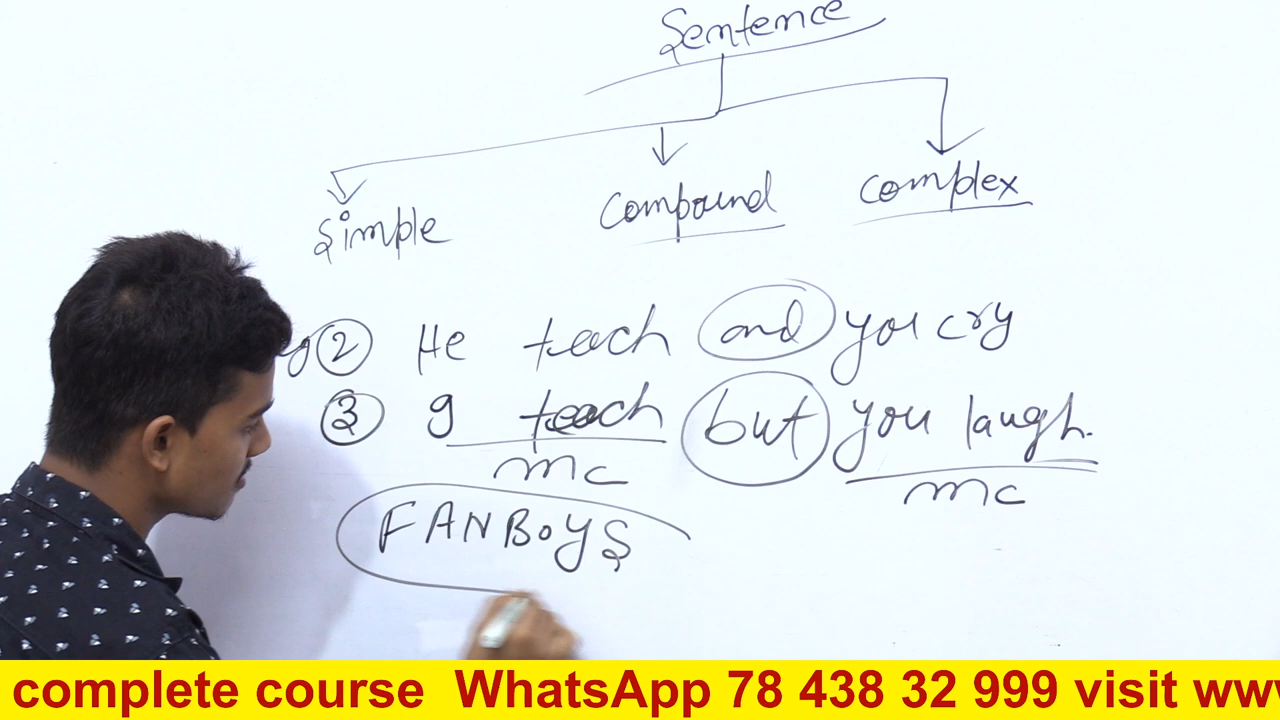 Sentence
Simple compound complex
2 He teach and you cry
3 I teach but you laugh.
mc mc
FANBOYS
complete course WhatsApp 78 438 32 999 visit www